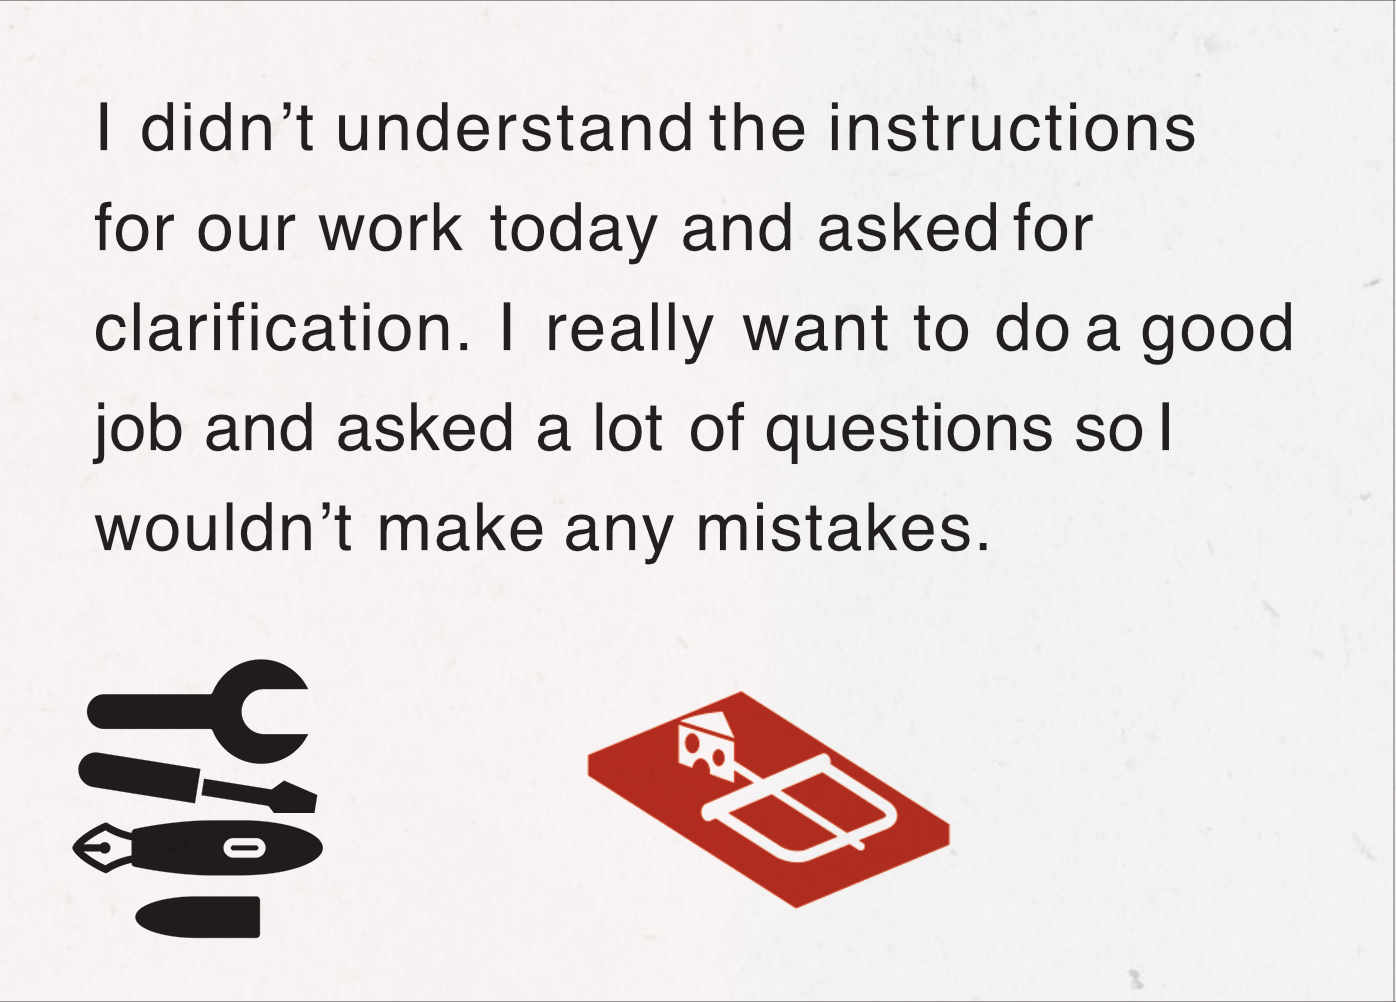 I didn’t understand the instructions
for our work today and asked for
clarification. I really want to do a good
job and asked a lot of questions so I
wouldn’t make any mistakes.